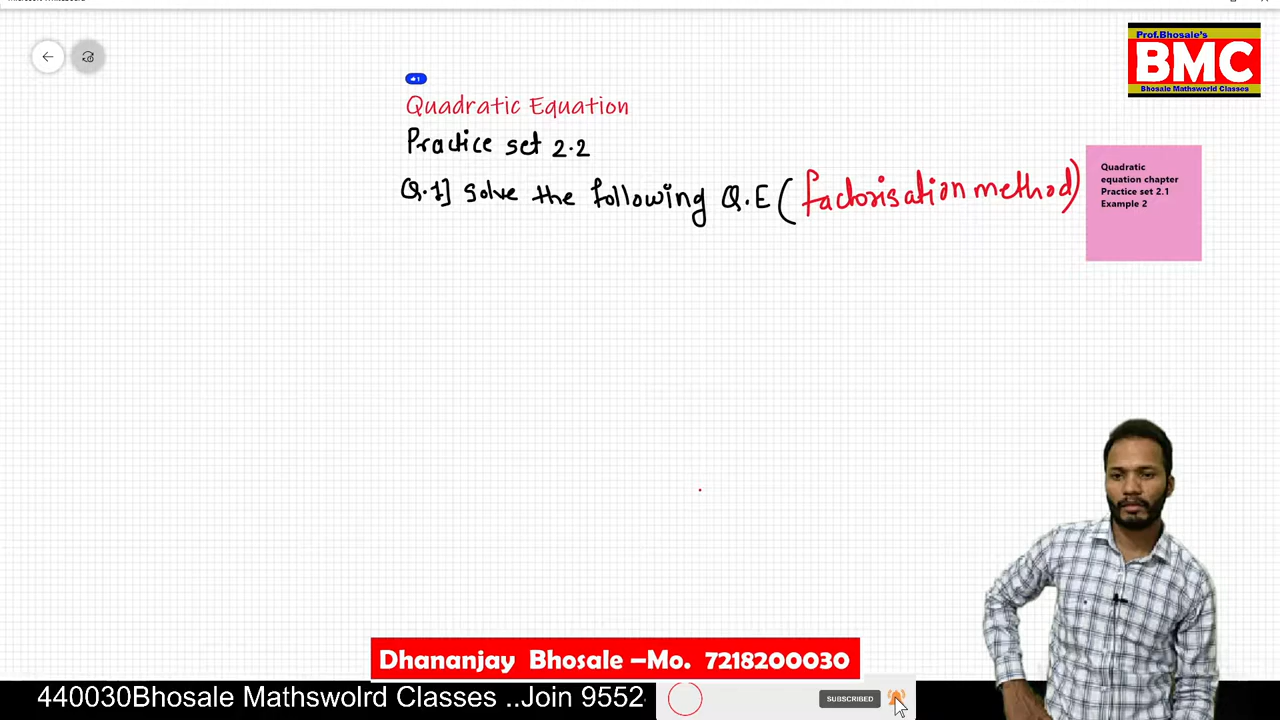 Prof.Bhosale's
BMC
Bhosale Mathsworld Classes
1
Quadratic Equation
Practice set 2.2
Q.1] Solve the following Q.E (factorisation method)
Quadratic
equation chapter
Practice set 2.1
Example 2
Dhananjay Bhosale –Mo. 7218200030
440030Bhosale Mathswolrd Classes ..Join 9552
SUBSCRIBED